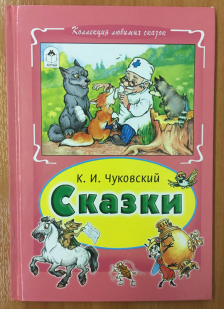 Коллекция любимых сказок
К. И. Чуковский
Сказки